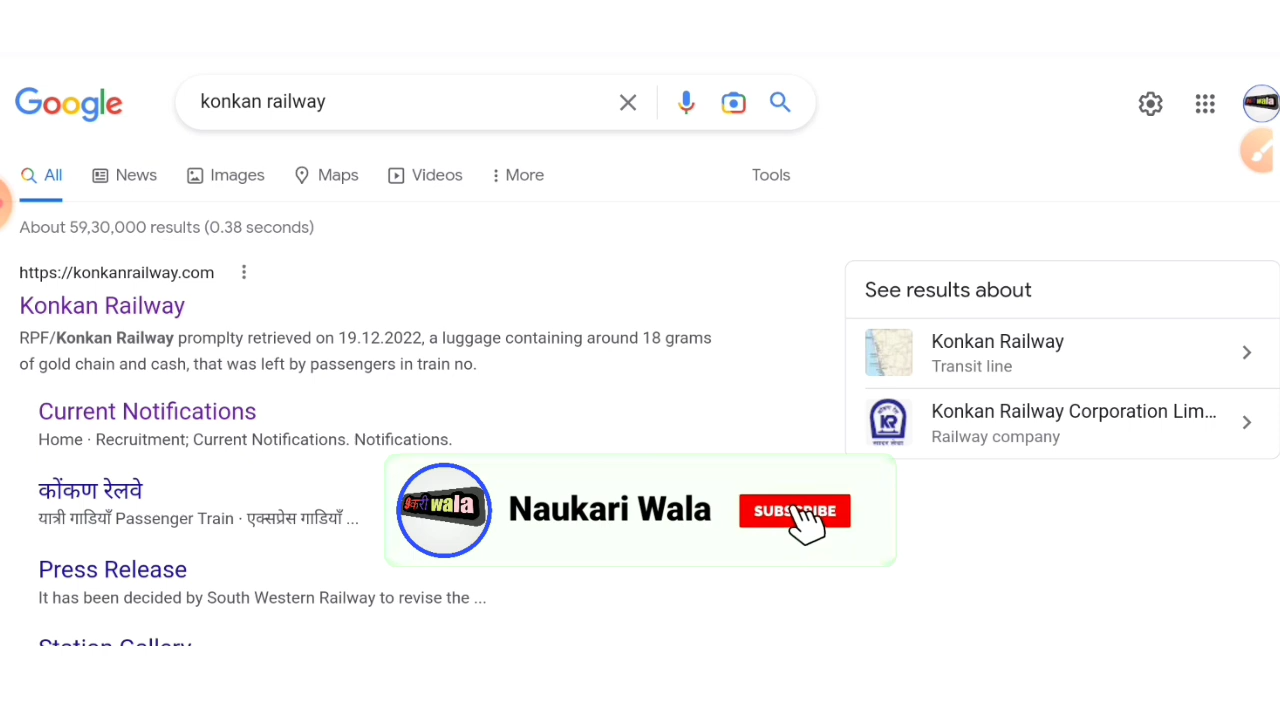 Google
konkan railway
All News Images Maps Videos More Tools
wala
About 59,30,000 results (0.38 seconds)
https://konkanrailway.com
Konkan Railway
RPF/Konkan Railway promplty retrieved on 19.12.2022, a luggage containing around 18 grams
of gold chain and cash, that was left by passengers in train no.
Current Notifications
Home · Recruitment; Current Notifications. Notifications.
कोंकण रेलवे
यात्री गाडियाँ Passenger Train · एक्सप्रेस गाडियाँ ...
Press Release
It has been decided by South Western Railway to revise the ...
Station Gallery
See results about
Konkan Railway
Transit line
KR
Konkan Railway Corporation Lim...
Railway company
wala
Naukari Wala
SUBSCRIBE